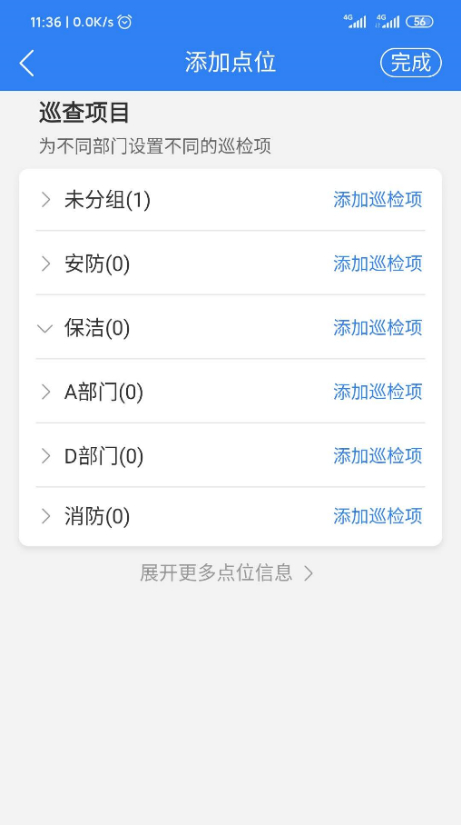 11:36 | 0.0K/s
4G 4G 56
添加点位
完成
巡查项目
为不同部门设置不同的巡检项
未分组(1) 添加巡检项
安防(0) 添加巡检项
保洁(0) 添加巡检项
A部门(0) 添加巡检项
D部门(0) 添加巡检项
消防(0) 添加巡检项
展开更多点位信息